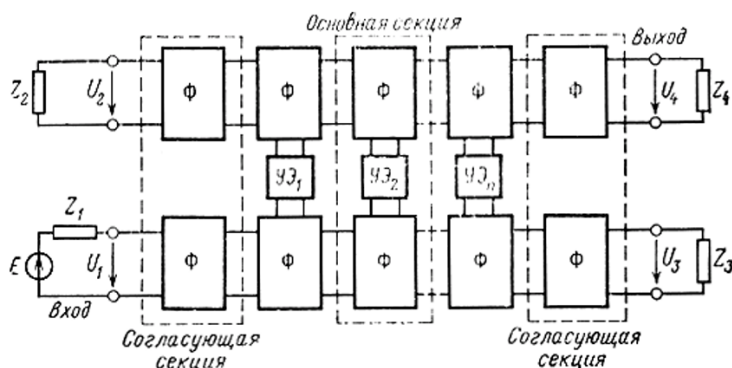 Основная секция
Выход
Z2
U2
Ф
Ф
Ф
Ф
Ф
U4
Z4
УЭ1
УЭ2
УЭn
Z1
E
U1
Вход
Ф
Ф
Ф
Ф
Ф
U3
Z3
Согласующая
секция
Согласующая
секция